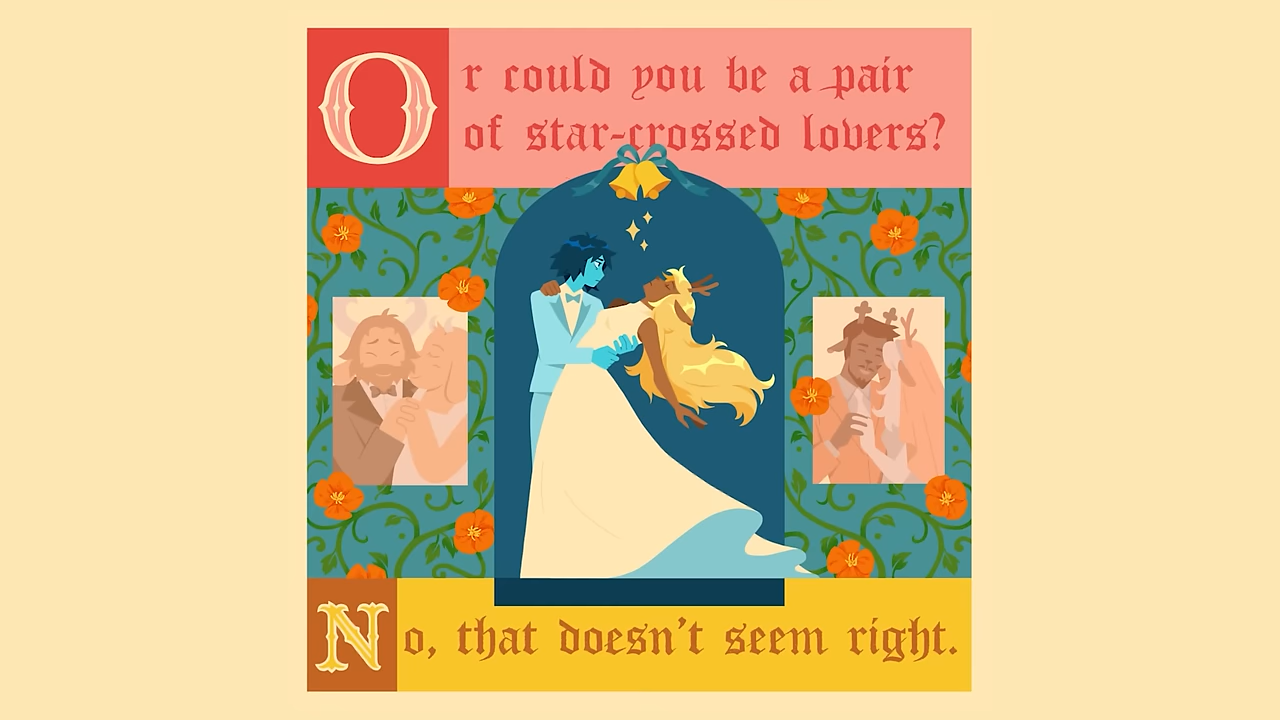 Or could you be a pair
of star-crossed lovers?
No, that doesn't seem right.